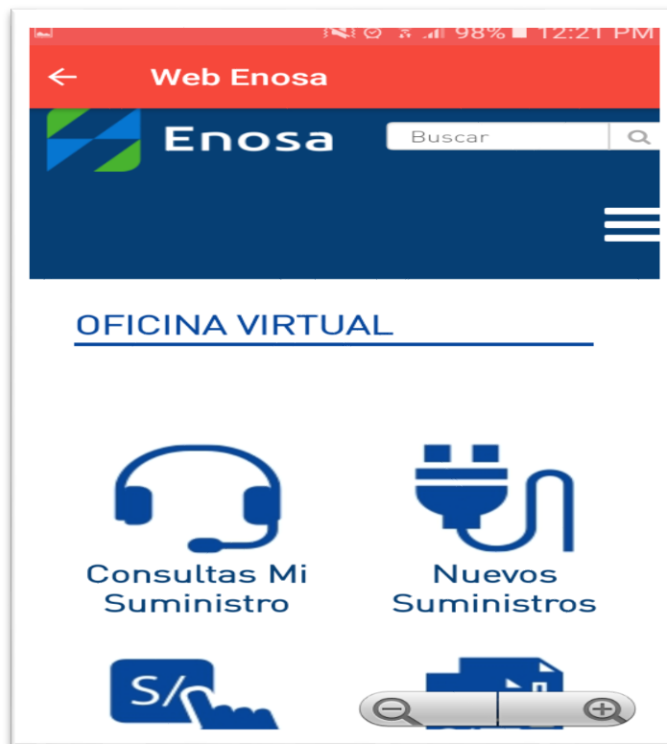 98% 12:21 PM
Web Enosa
Enosa
Buscar
OFICINA VIRTUAL
Consultas Mi
Suministro
Nuevos
Suministros
S/